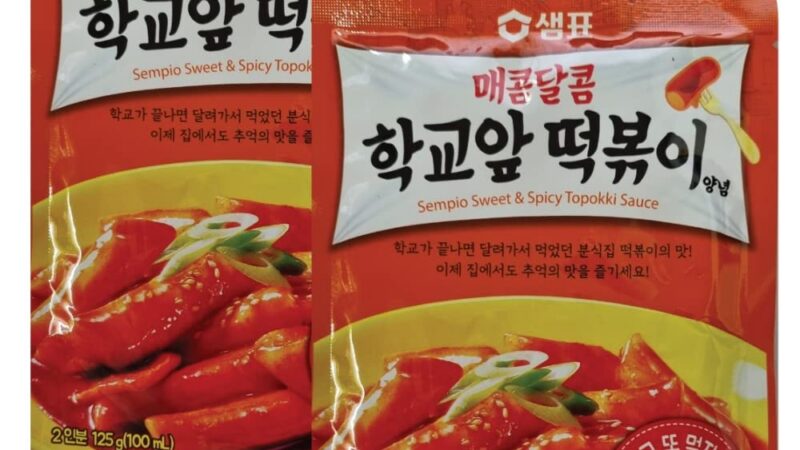 학교앞
Sempio Sweet & Spicy Topok
학교가 끝나면 달려가서 먹었던 분식
이제 집에서도 추억의 맛을 즐
2인분 125g(100mL)
샘표
매콤달콤
학교앞 떡볶이 양념
Sempio Sweet & Spicy Topokki Sauce
학교가 끝나면 달려가서 먹었던 분식집 떡볶이의 맛!
이제 집에서도 추억의 맛을 즐기세요!
또 먹자